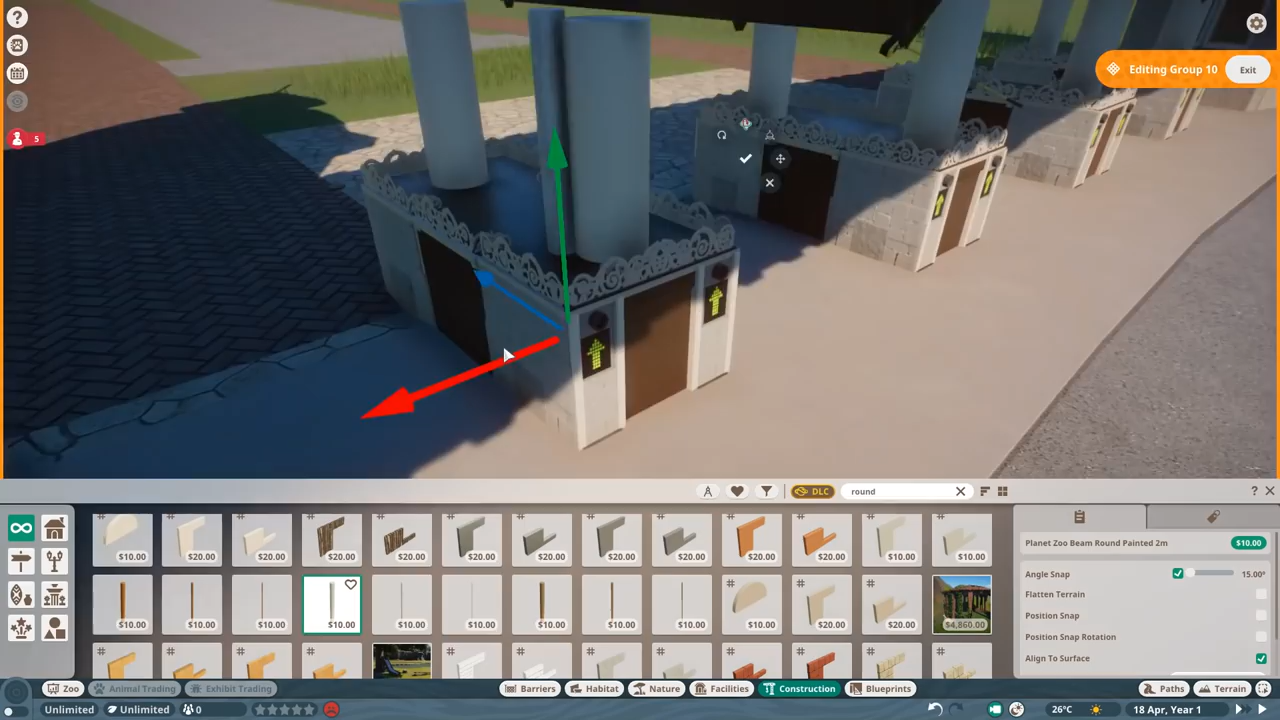 ?
Editing Group 10 Exit
5
DLC round ? ✕
$10.00 $20.00 $20.00 $20.00 $20.00 $20.00 $20.00 $20.00 $20.00 $20.00 $20.00 $10.00 $10.00
Planet Zoo Beam Round Painted 2m $10.00
Angle Snap 15.00°
Flatten Terrain
Position Snap
Position Snap Rotation
Align To Surface
$10.00 $10.00 $10.00 $10.00 $10.00 $10.00 $10.00 $10.00 $10.00 $10.00 $20.00 $20.00 $4,860.00
Zoo Animal Trading Exhibit Trading Barriers Habitat Nature Facilities Construction Blueprints Paths Terrain
Unlimited Unlimited 0 26°C 18 Apr, Year 1